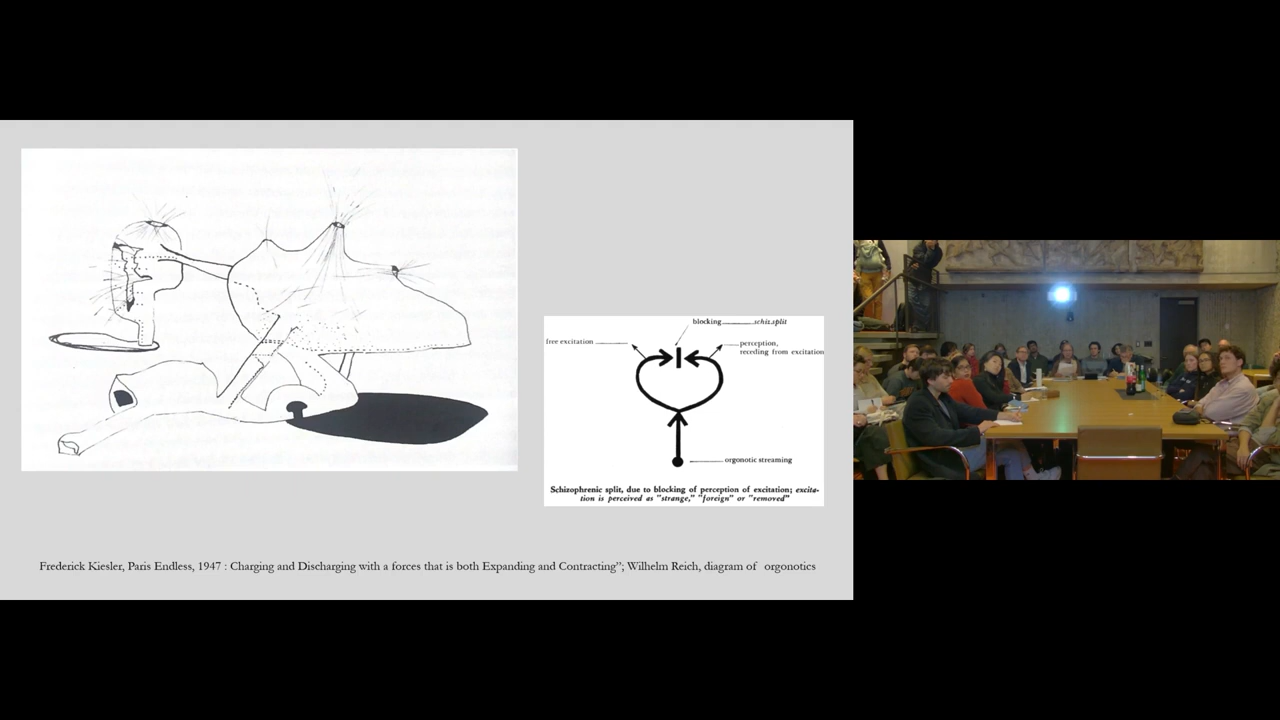 blocking schiz.split
free excitation
perception,
receding from excitation
orgonotic streaming
Schizophrenic split, due to blocking of perception of excitation; excita-
tion is perceived as "strange," "foreign" or "removed"
Frederick Kiesler, Paris Endless, 1947 : Charging and Discharging with a forces that is both Expanding and Contracting”; Wilhelm Reich, diagram of orgonotics